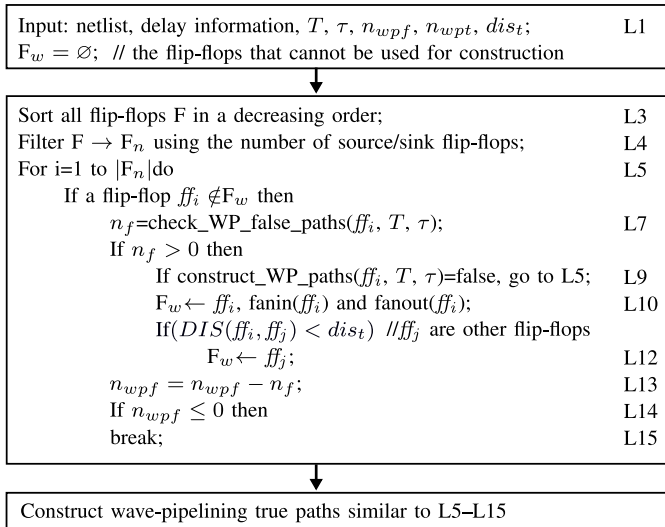 Input: netlist, delay information, T, τ, n_wpf, n_wpt, dis_t; L1
F_w = ∅; // the flip-flops that cannot be used for construction
Sort all flip-flops F in a decreasing order; L3
Filter F → F_n using the number of source/sink flip-flops; L4
For i=1 to |F_n|do L5
If a flip-flop ff_i ∉F_w then
n_f=check_WP_false_paths(ff_i, T, τ); L7
If n_f > 0 then
If construct_WP_paths(ff_i, T, τ)=false, go to L5; L9
F_w← ff_i, fanin(ff_i) and fanout(ff_i); L10
If(DIS(ff_i, ff_j) < dis_t) //ff_j are other flip-flops
F_w← ff_j; L12
n_wpf = n_wpf − n_f; L13
If n_wpf ≤ 0 then L14
break; L15
Construct wave-pipelining true paths similar to L5–L15